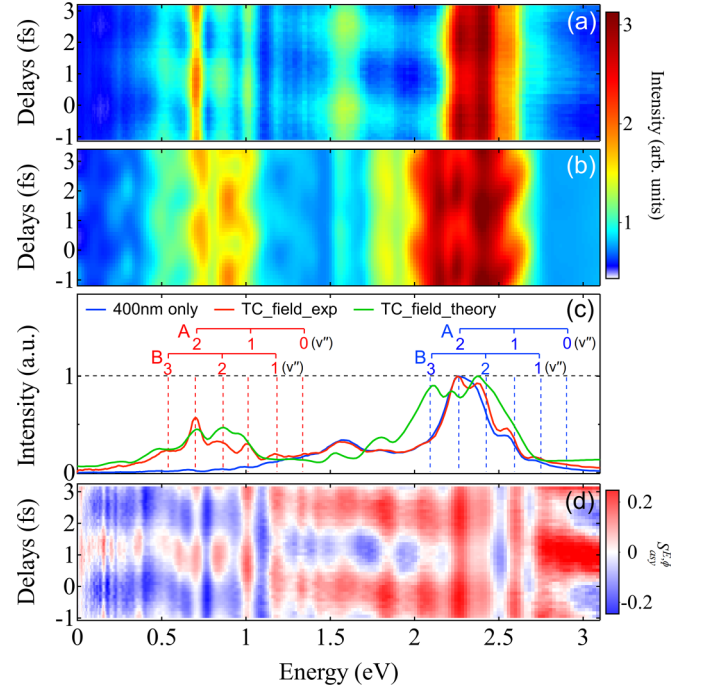 Delays (fs)
3
2
1
0
-1
(a)
Delays (fs)
3
2
1
0
-1
(b)
3
2
1
Intensity (arb. units)
400nm only TC_field_exp TC_field_theory (c)
A
2 1 0 (v″)
B
3 2 1 (v″)
A
2 1 0 (v″)
B
3 2 1 (v″)
Intensity (a.u.)
1
0
Delays (fs)
3
2
1
0
-1
(d)
0.2
0
-0.2
S^{E,ϕ}_{asy}
0 0.5 1 1.5 2 2.5 3
Energy (eV)